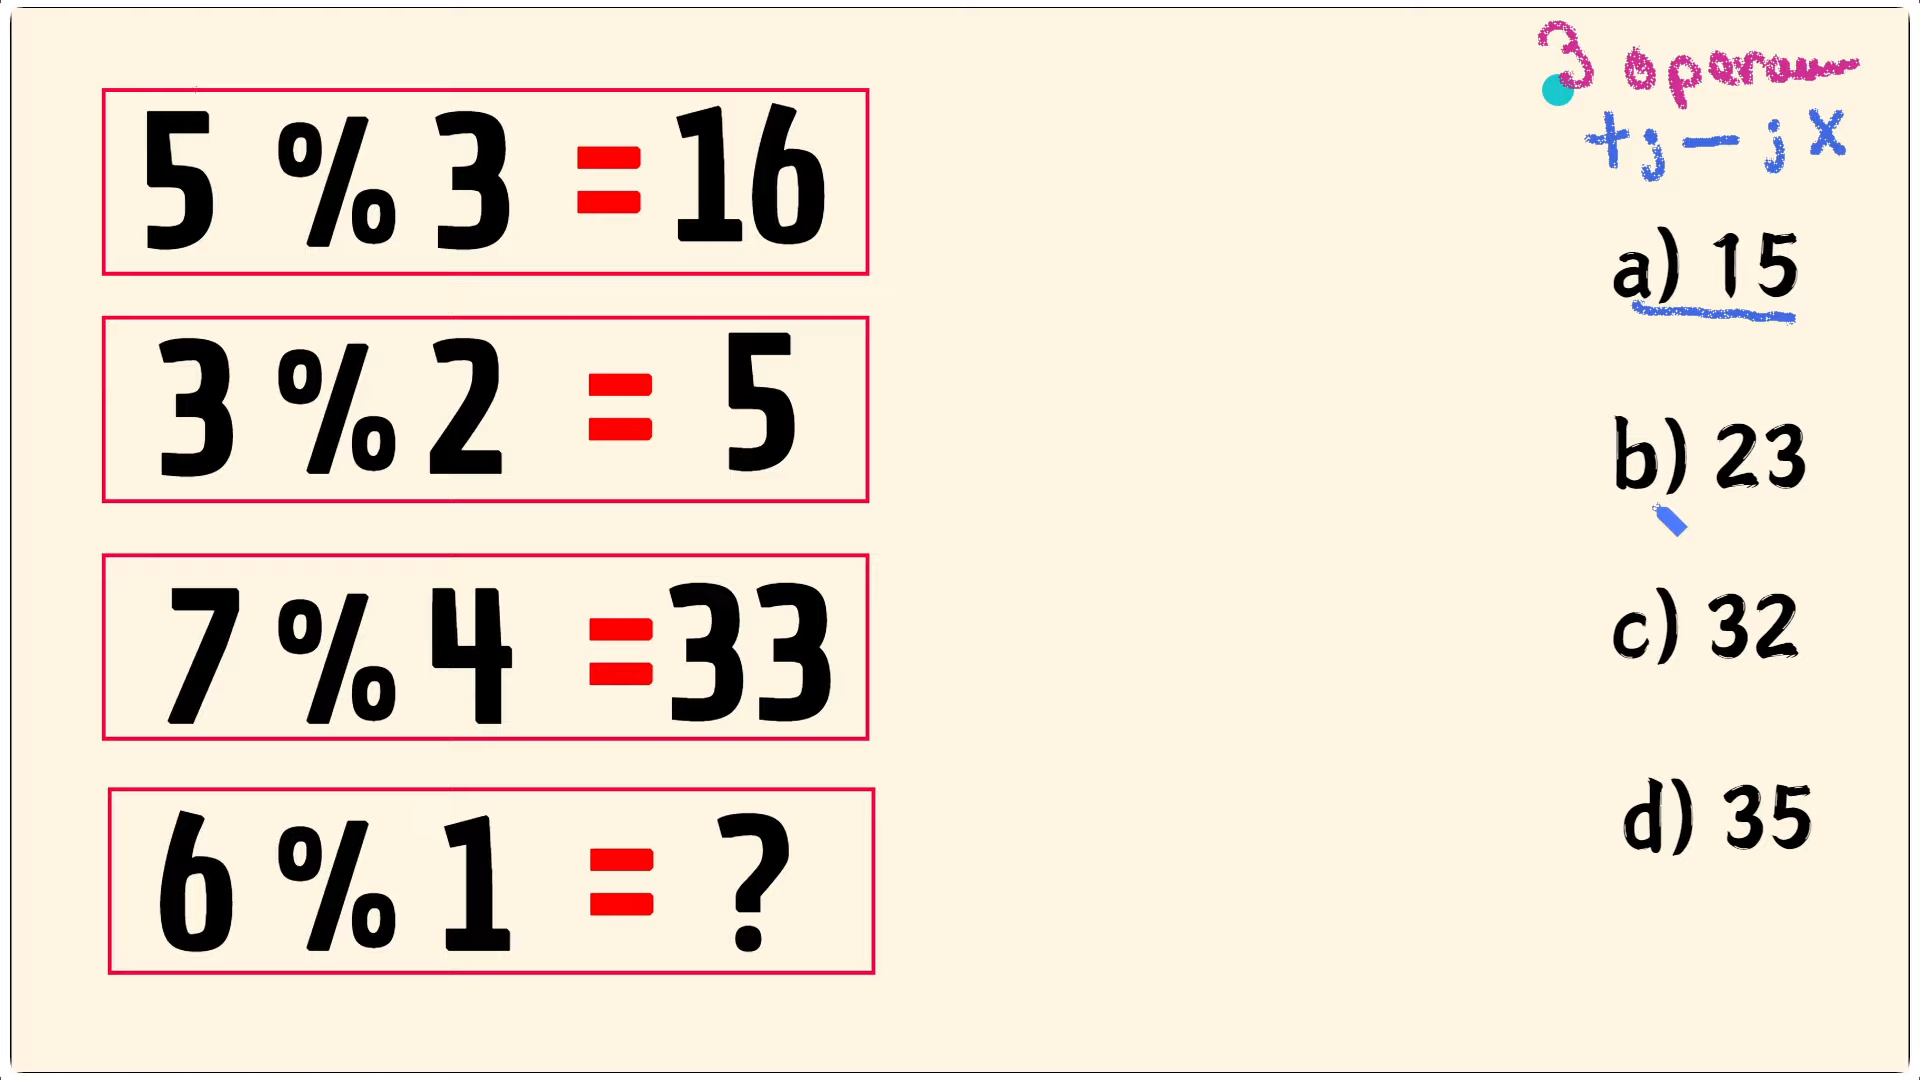 5 % 3 = 16
3 % 2 = 5
7 % 4 = 33
6 % 1 = ?
3
+ ; - ; x
a) 15
b) 23
c) 32
d) 35